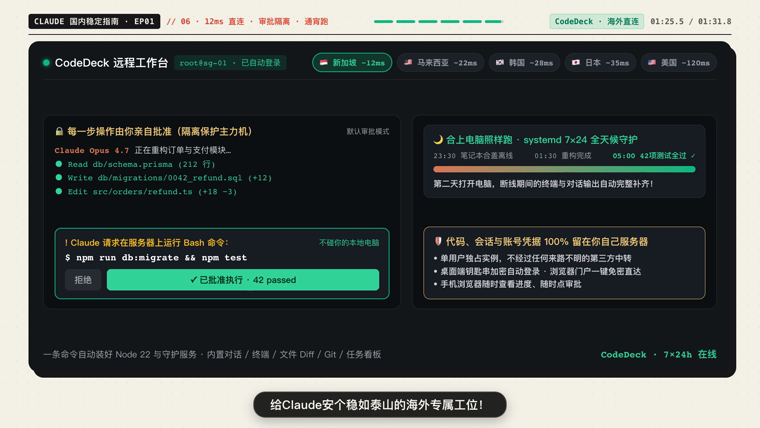 CLAUDE 国内稳定指南 · EP01
// 06 · 12ms 直连 · 审批隔离 · 通宵跑
CodeDeck · 海外直连
01:25.5 / 01:31.8
CodeDeck 远程工作台
root@sg-01 · 已自动登录
🇸🇬 新加坡 ~12ms
🇲🇾 马来西亚 ~22ms
🇰🇷 韩国 ~28ms
🇯🇵 日本 ~35ms
🇺🇸 美国 ~120ms
🔒 每一步操作由你亲自批准（隔离保护主力机）
默认审批模式
Claude Opus 4.7 正在重构订单与支付模块…
Read db/schema.prisma (212 行)
Write db/migrations/0042_refund.sql (+12)
Edit src/orders/refund.ts (+18 −3)
! Claude 请求在服务器上运行 Bash 命令：
不碰你的本地电脑
$ npm run db:migrate && npm test
拒绝
✓ 已批准执行 · 42 passed
🌙 合上电脑照样跑 · systemd 7×24 全天候守护
23:30 笔记本合盖离线
01:30 重构完成
05:00 42项测试全过 ✓
第二天打开电脑，断线期间的终端与对话输出自动完整补齐！
🛡️ 代码、会话与账号凭据 100% 留在你自己服务器
• 单用户独占实例，不经过任何来路不明的第三方中转
• 桌面端钥匙串加密自动登录 · 浏览器门户一键免密直达
• 手机浏览器随时查看进度、随时点审批
一条命令自动装好 Node 22 与守护服务 · 内置对话 / 终端 / 文件 Diff / Git / 任务看板
CodeDeck · 7×24h 在线
给Claude安个稳如泰山的海外专属工位！